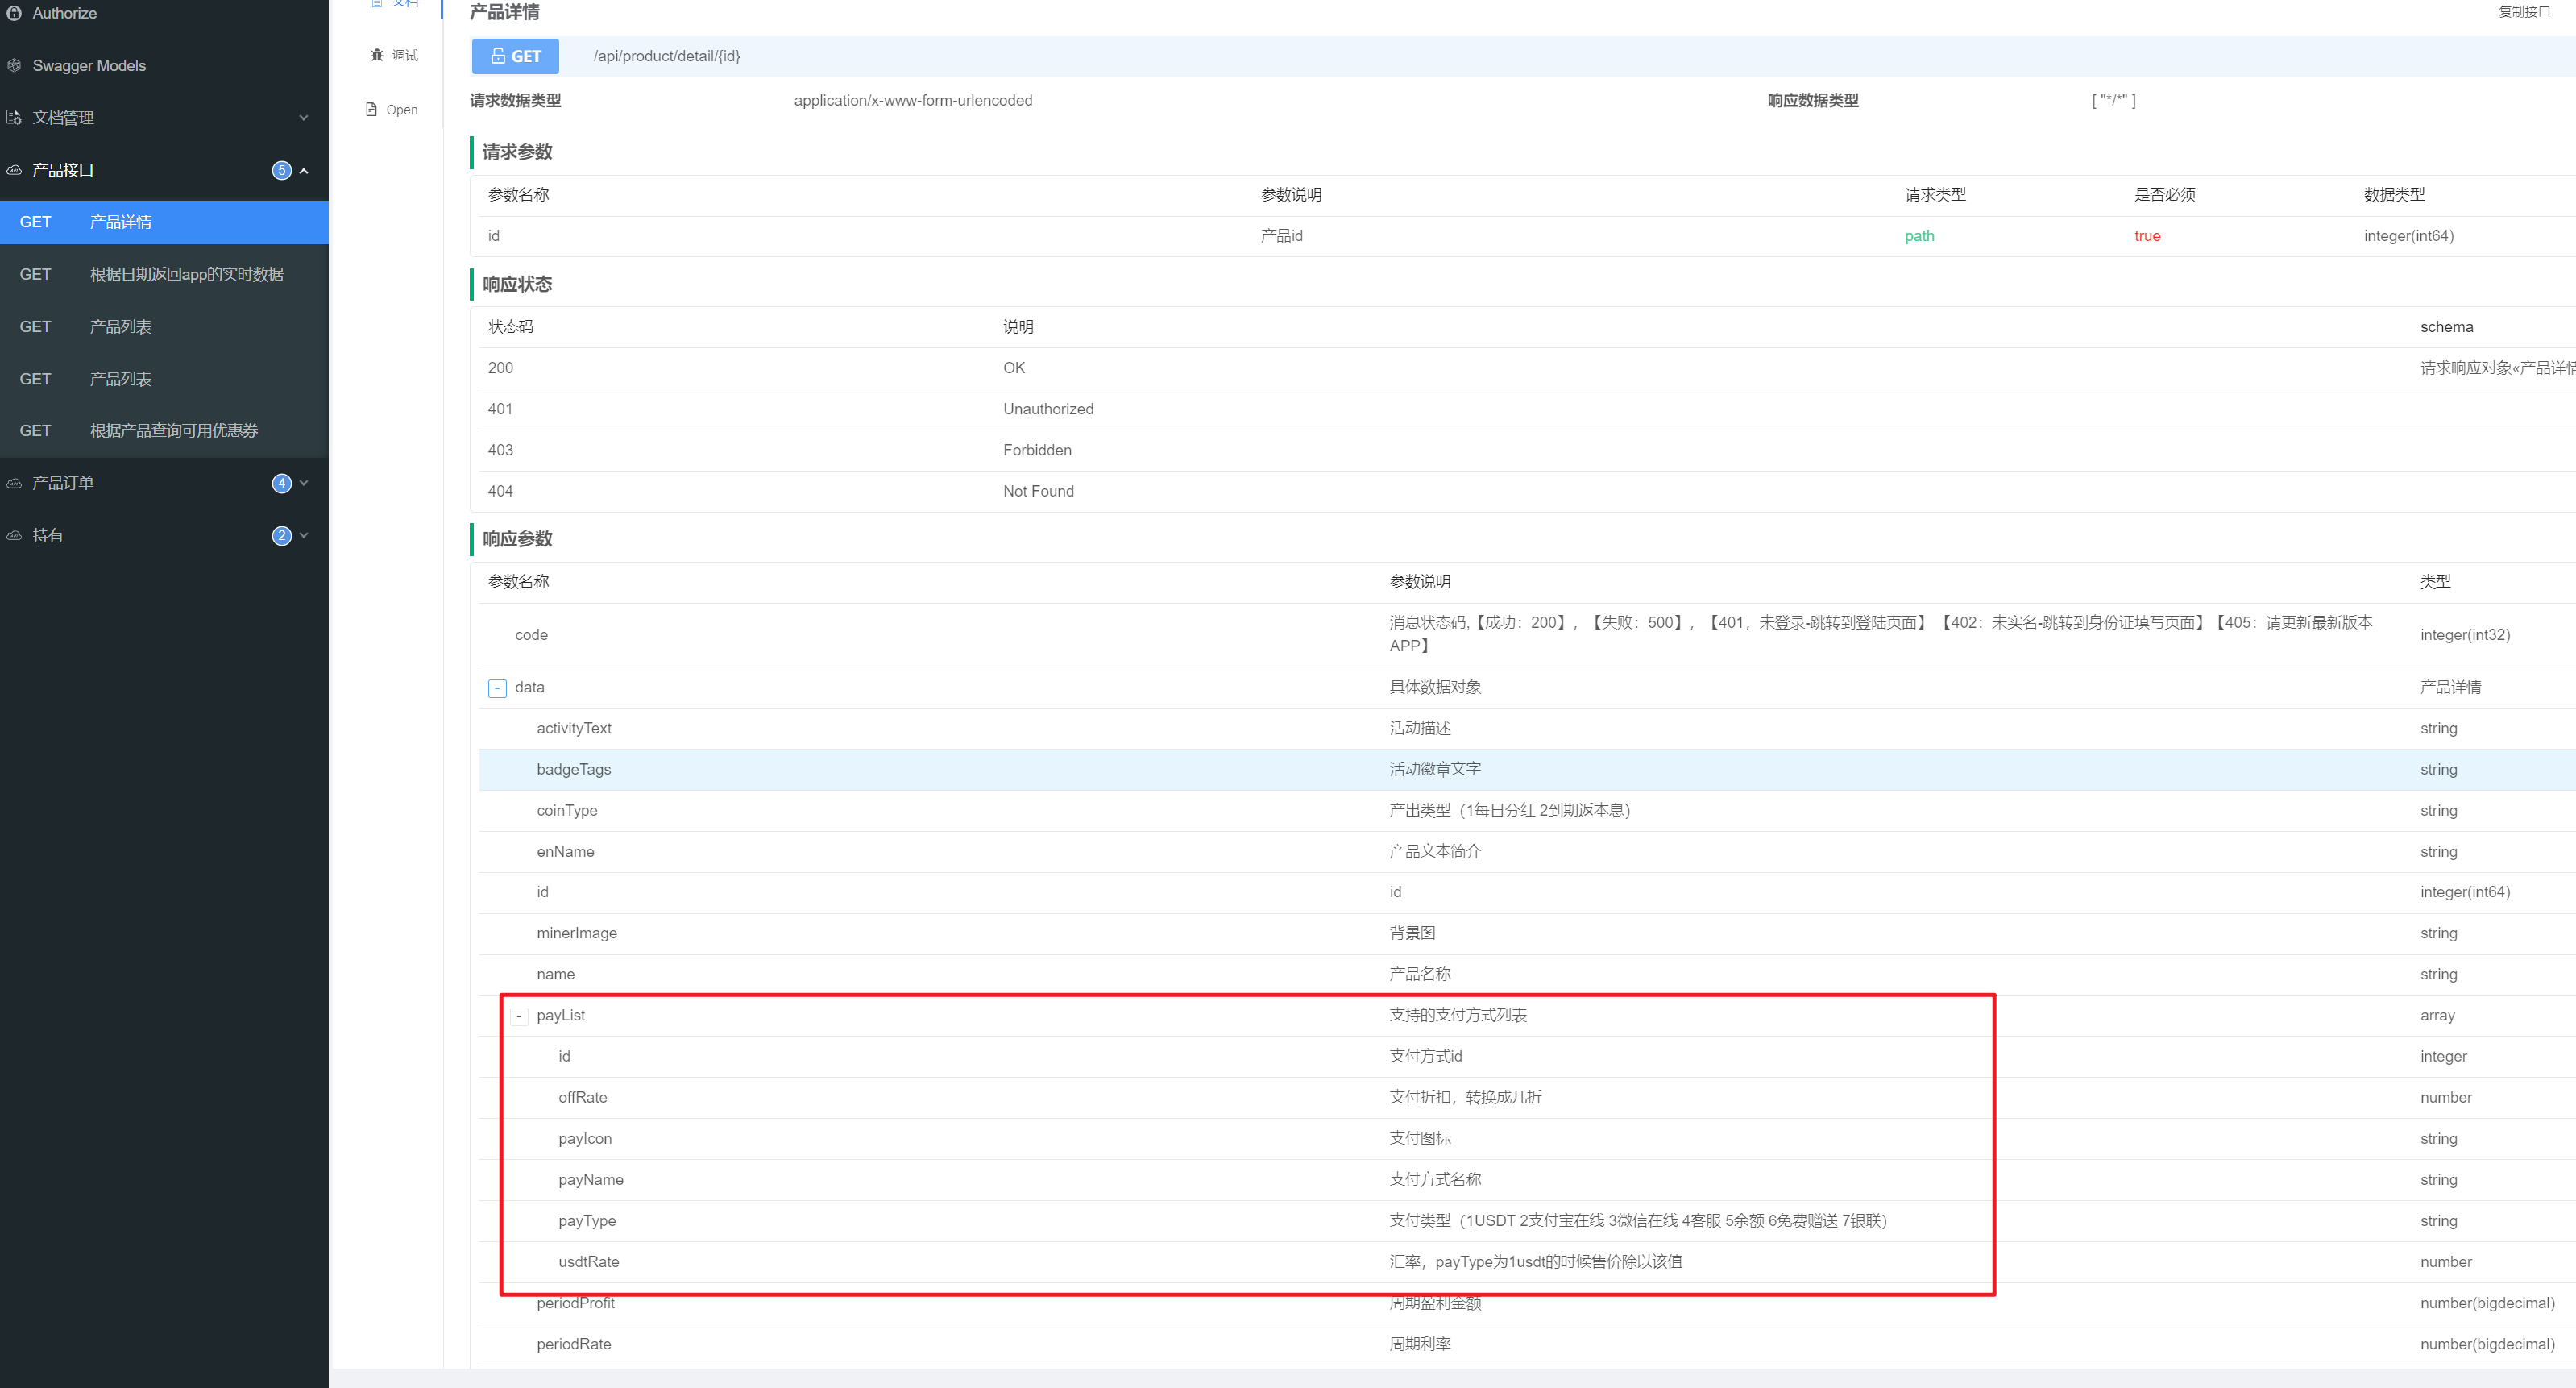 Authorize
Swagger Models
文档管理
产品接口 5
GET 产品详情
GET 根据日期返回app的实时数据
GET 产品列表
GET 产品列表
GET 根据产品查询可用优惠券
产品订单 4
持有 2
文档
调试
Open
产品详情 复制接口
GET /api/product/detail/{id}
请求数据类型 application/x-www-form-urlencoded 响应数据类型 [ "*/*" ]
请求参数
参数名称 参数说明 请求类型 是否必须 数据类型
id 产品id path true integer(int64)
响应状态
状态码 说明 schema
200 OK 请求响应对象«产品详情
401 Unauthorized
403 Forbidden
404 Not Found
响应参数
参数名称 参数说明 类型
code 消息状态码,【成功：200】, 【失败：500】, 【401, 未登录-跳转到登陆页面】【402：未实名-跳转到身份证填写页面】【405：请更新最新版本
APP】 integer(int32)
- data 具体数据对象 产品详情
activityText 活动描述 string
badgeTags 活动徽章文字 string
coinType 产出类型（1每日分红 2到期返本息） string
enName 产品文本简介 string
id id integer(int64)
minerImage 背景图 string
name 产品名称 string
- payList 支持的支付方式列表 array
id 支付方式id integer
offRate 支付折扣，转换成几折 number
payIcon 支付图标 string
payName 支付方式名称 string
payType 支付类型（1USDT 2支付宝在线 3微信在线 4客服 5余额 6免费赠送 7银联） string
usdtRate 汇率，payType为1usdt的时候售价除以该值 number
periodProfit 周期盈利金额 number(bigdecimal)
periodRate 周期利率 number(bigdecimal)